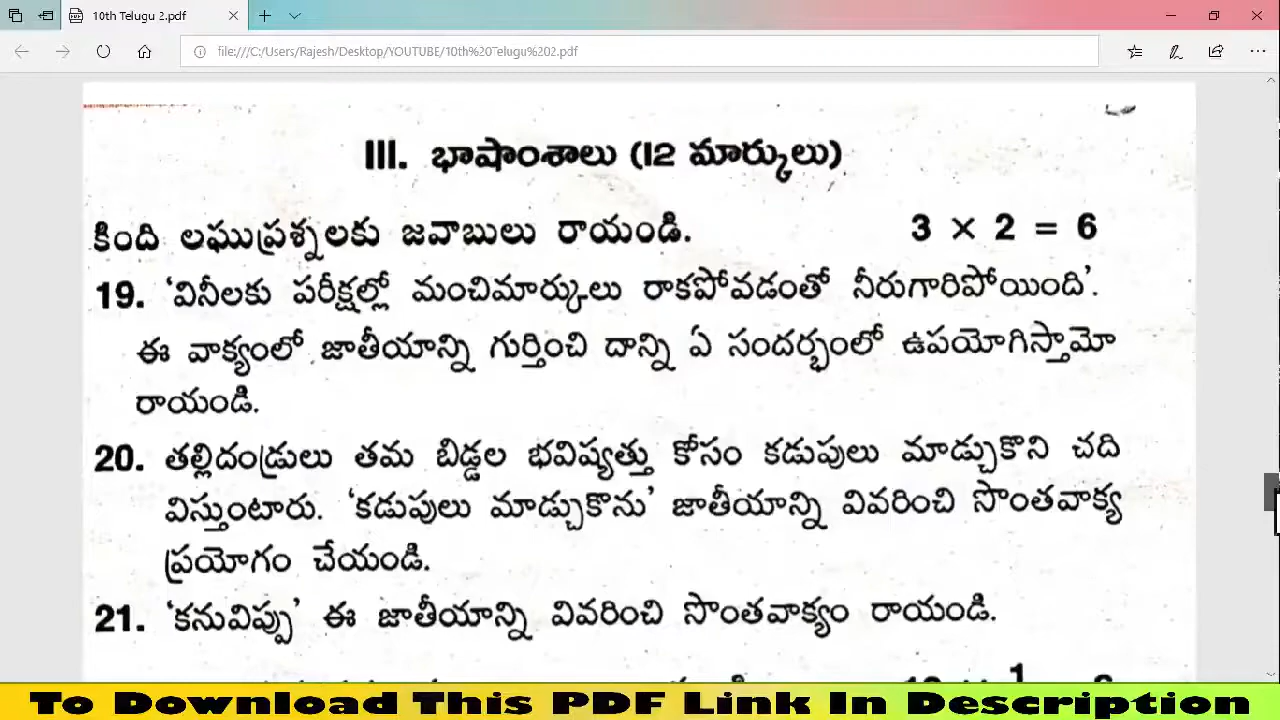 10th Telugu 2.pdf
file:///C:/Users/Rajesh/Desktop/YOUTUBE/10th%20Telugu%202.pdf
III. భాషాంశాలు (12 మార్కులు)
కింది లఘుప్రశ్నలకు జవాబులు రాయండి. 3 × 2 = 6
19. 'వినీలకు పరీక్షల్లో మంచిమార్కులు రాకపోవడంతో నీరుగారిపోయింది'.
ఈ వాక్యంలో జాతీయాన్ని గుర్తించి దాన్ని ఏ సందర్భంలో ఉపయోగిస్తామో
రాయండి.
20. తల్లిదండ్రులు తమ బిడ్డల భవిష్యత్తు కోసం కడుపులు మాడ్చుకొని చది
విస్తుంటారు. 'కడుపులు మాడ్చుకొను' జాతీయాన్ని వివరించి సొంతవాక్య
ప్రయోగం చేయండి.
21. 'కనువిప్పు' ఈ జాతీయాన్ని వివరించి సొంతవాక్యం రాయండి.
To Download This PDF Link In Description